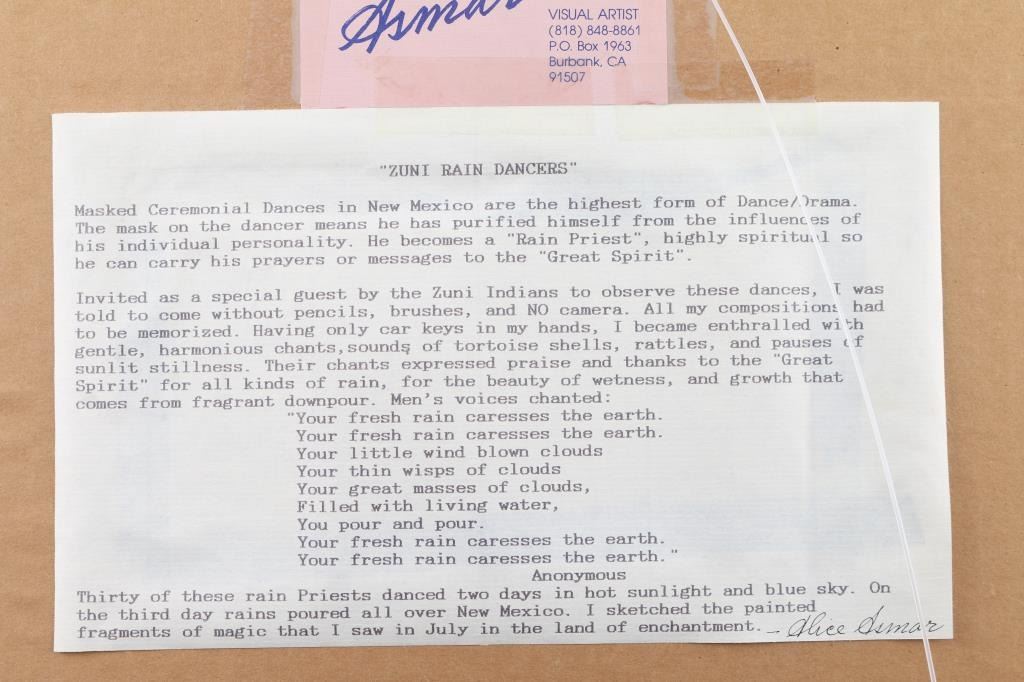 Asmar
VISUAL ARTIST
(818) 848-8861
P.O. Box 1963
Burbank, CA
91507
"ZUNI RAIN DANCERS"
Masked Ceremonial Dances in New Mexico are the highest form of Dance/Drama.
The mask on the dancer means he has purified himself from the influences of
his individual personality. He becomes a "Rain Priest", highly spiritual so
he can carry his prayers or messages to the "Great Spirit".
Invited as a special guest by the Zuni Indians to observe these dances, I was
told to come without pencils, brushes, and NO camera. All my compositions had
to be memorized. Having only car keys in my hands, I became enthralled with
gentle, harmonious chants,sounds of tortoise shells, rattles, and pauses of
sunlit stillness. Their chants expressed praise and thanks to the "Great
Spirit" for all kinds of rain, for the beauty of wetness, and growth that
comes from fragrant downpour. Men's voices chanted:
"Your fresh rain caresses the earth.
Your fresh rain caresses the earth.
Your little wind blown clouds
Your thin wisps of clouds
Your great masses of clouds,
Filled with living water,
You pour and pour.
Your fresh rain caresses the earth.
Your fresh rain caresses the earth."
Anonymous
Thirty of these rain Priests danced two days in hot sunlight and blue sky. On
the third day rains poured all over New Mexico. I sketched the painted
fragments of magic that I saw in July in the land of enchantment. - Alice Asmar